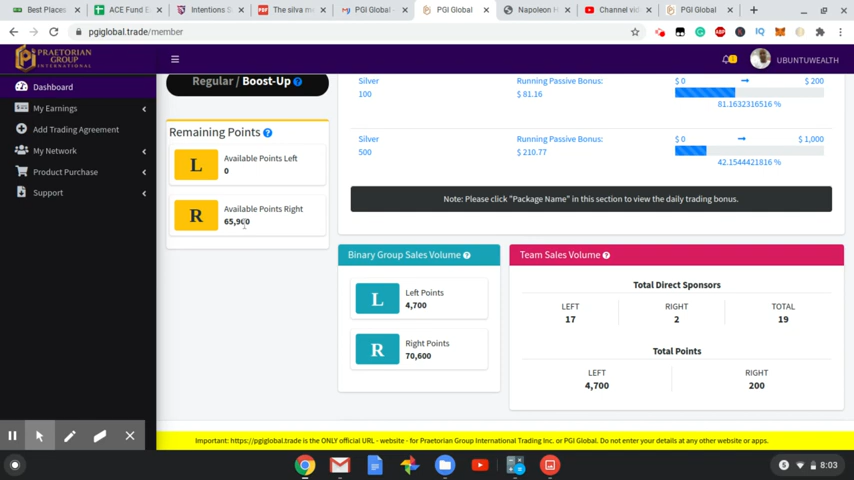 Best Places
ACE Fund E
Intentions S
The silva me
PGI Global -
PGI Global
Napoleon H
Channel vid
PGI Global
pgiglobal.trade/member
PRAETORIAN
GROUP
INTERNATIONAL
UBUNTUWEALTH
Dashboard
My Earnings
Add Trading Agreement
My Network
Product Purchase
Support
Regular / Boost-Up
Remaining Points
L
Available Points Left
0
R
Available Points Right
65,900
Silver
100
Running Passive Bonus:
$ 81.16
$ 0
$ 200
81.1632316516 %
Silver
500
Running Passive Bonus:
$ 210.77
$ 0
$ 1,000
42.1544421816 %
Note: Please click "Package Name" in this section to view the daily trading bonus.
Binary Group Sales Volume
L
Left Points
4,700
R
Right Points
70,600
Team Sales Volume
Total Direct Sponsors
LEFT RIGHT TOTAL
17 2 19
Total Points
LEFT RIGHT
4,700 200
Important: https://pgiglobal.trade is the ONLY official URL - website - for Praetorian Group International Trading Inc. or PGI Global. Do not enter your details at any other website or apps.
8:03